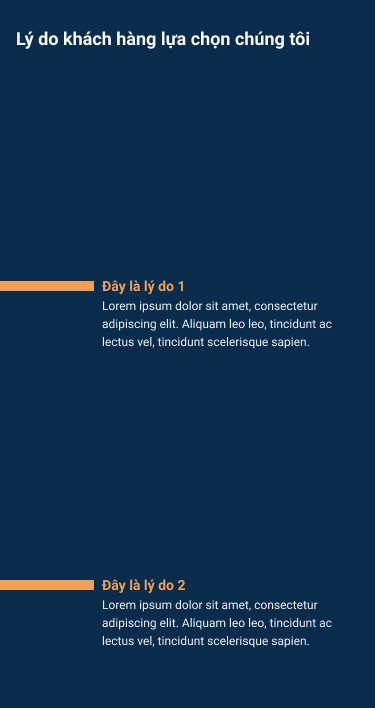 Lý do khách hàng lựa chọn chúng tôi
Đây là lý do 1
Lorem ipsum dolor sit amet, consectetur
adipiscing elit. Aliquam leo leo, tincidunt ac
lectus vel, tincidunt scelerisque sapien.
Đây là lý do 2
Lorem ipsum dolor sit amet, consectetur
adipiscing elit. Aliquam leo leo, tincidunt ac
lectus vel, tincidunt scelerisque sapien.